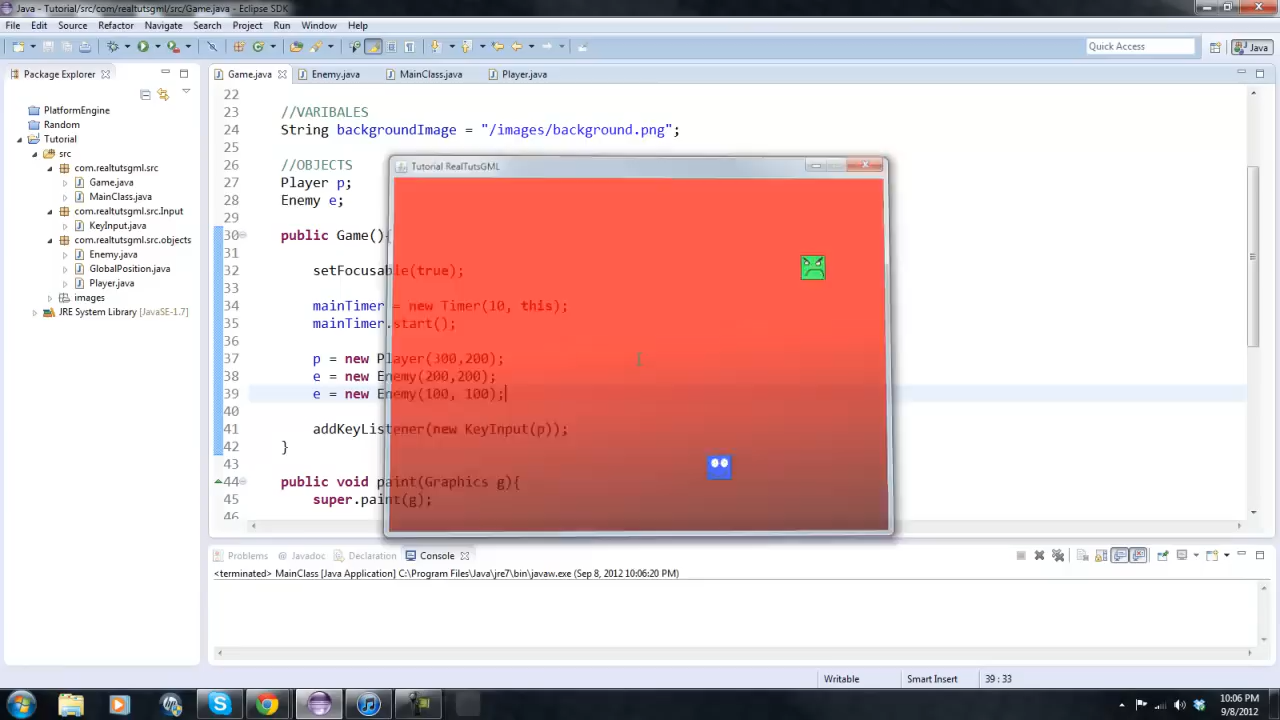 Java - Tutorial/src/com/realtutsgml/src/Game.java - Eclipse SDK
File Edit Source Refactor Navigate Search Project Run Window Help
Quick Access Java
Package Explorer
PlatformEngine
Random
Tutorial
src
com.realtutsgml.src
Game.java
MainClass.java
com.realtutsgml.src.Input
KeyInput.java
com.realtutsgml.src.objects
Enemy.java
GlobalPosition.java
Player.java
images
JRE System Library [JavaSE-1.7]
Game.java Enemy.java MainClass.java Player.java
22
23 //VARIBALES
24 String backgroundImage = "/images/background.png";
25
26 //OBJECTS
27 Player p;
28 Enemy e;
29
30 public Game(){
31
32 setFocusable(true);
33
34 mainTimer = new Timer(10, this);
35 mainTimer.start();
36
37 p = new Player(300,200);
38 e = new Enemy(200,200);
39 e = new Enemy(100, 100);
40
41 addKeyListener(new KeyInput(p));
42 }
43
44 public void paint(Graphics g){
45 super.paint(g);
46
Tutorial RealTutsGML
Problems @ Javadoc Declaration Console
<terminated> MainClass [Java Application] C:\Program Files\Java\jre7\bin\javaw.exe (Sep 8, 2012 10:06:20 PM)
Writable Smart Insert 39 : 33
10:06 PM
9/8/2012